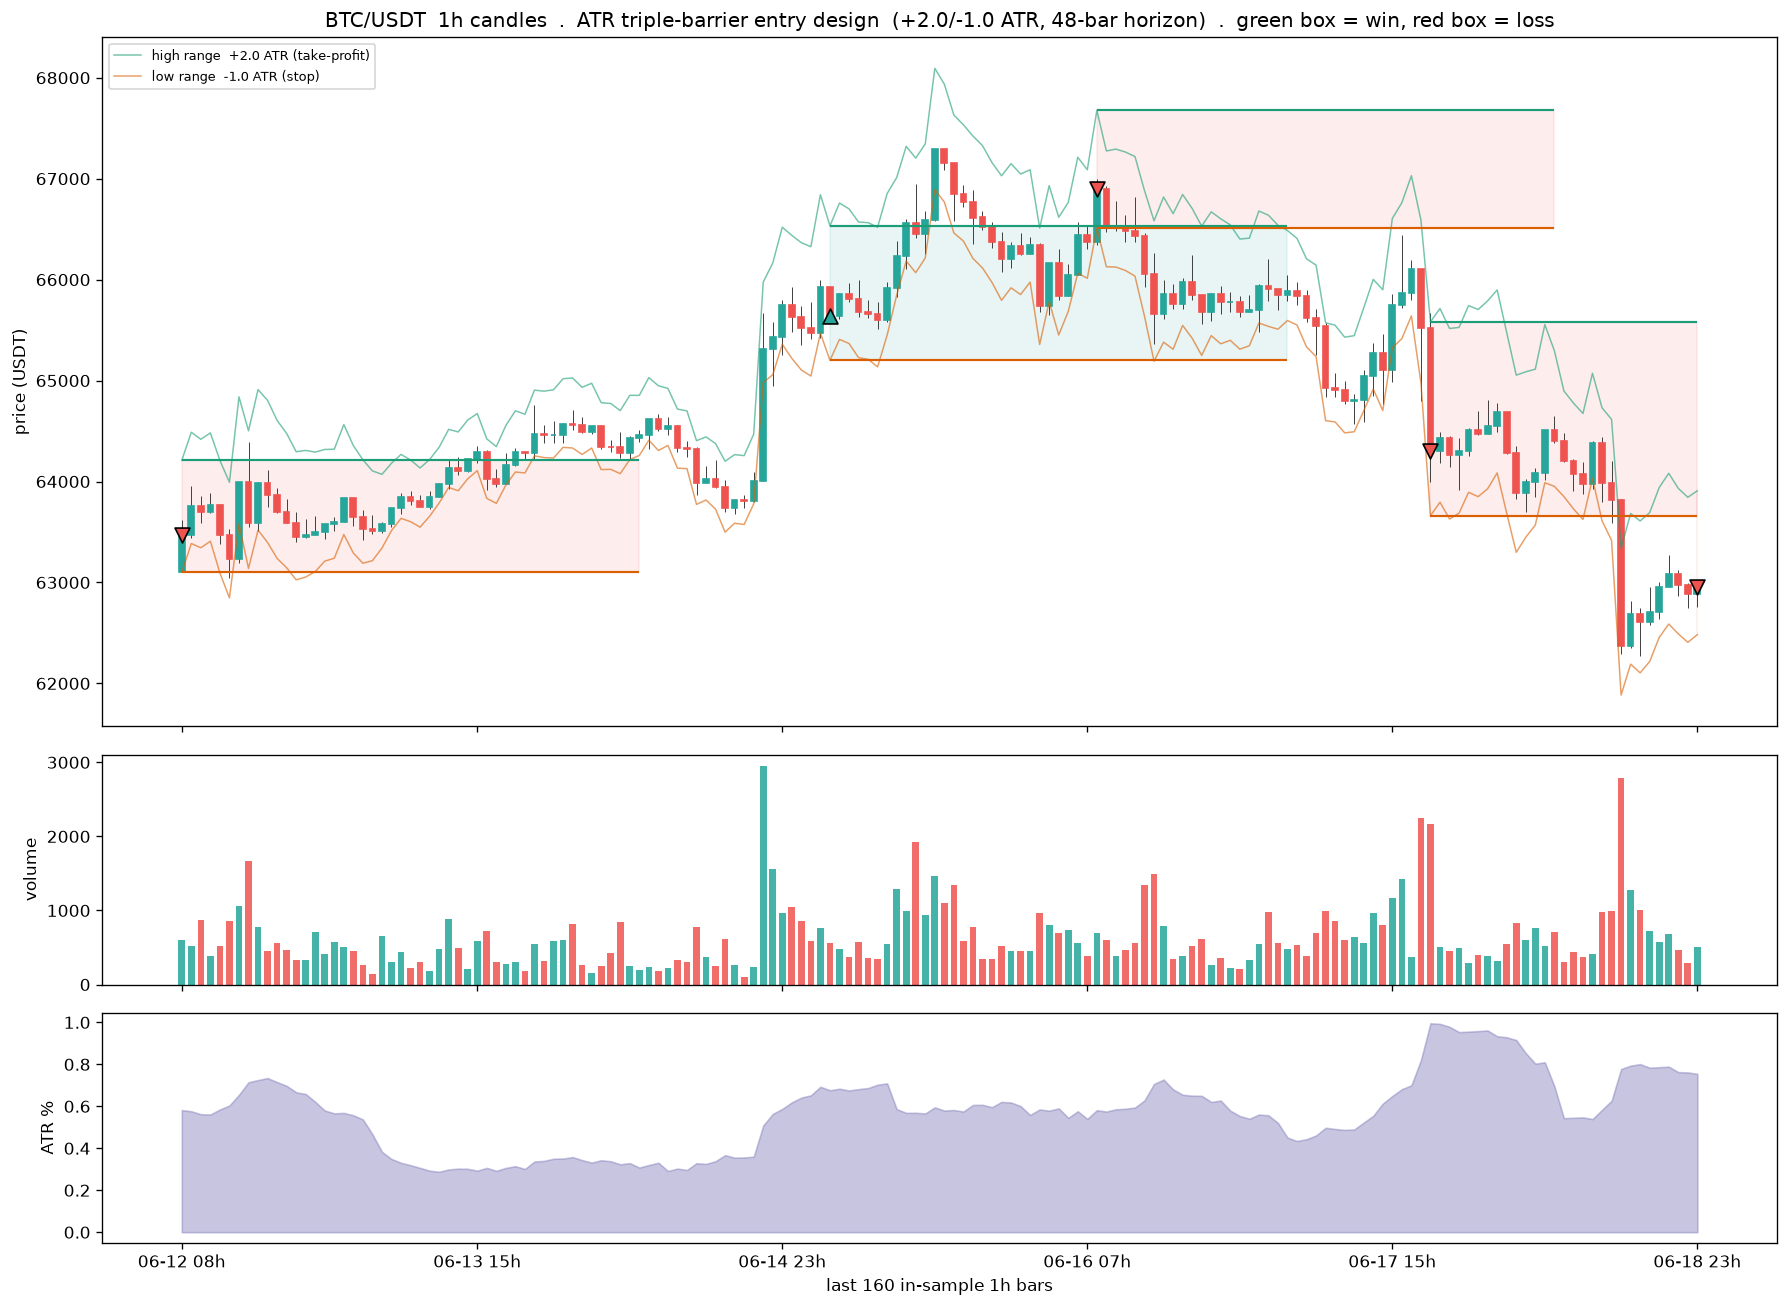 BTC/USDT 1h candles . ATR triple-barrier entry design (+2.0/-1.0 ATR, 48-bar horizon) . green box = win, red box = loss
high range +2.0 ATR (take-profit)
low range -1.0 ATR (stop)
68000
67000
66000
65000
64000
63000
62000
price (USDT)
3000
2000
1000
0
volume
1.0
0.8
0.6
0.4
0.2
0.0
ATR %
06-12 08h
06-13 15h
06-14 23h
06-16 07h
06-17 15h
06-18 23h
last 160 in-sample 1h bars